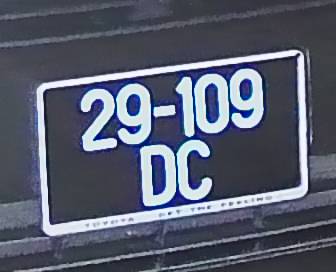 29-109
DC
TOYOTA GET THE FEELING